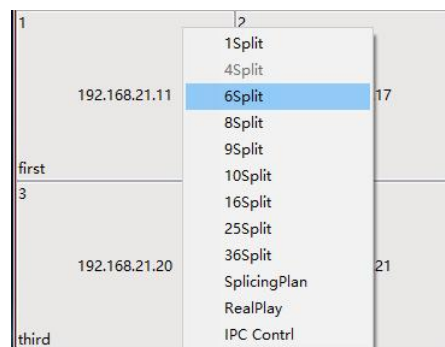 1
2
1Split
4Split
192.168.21.11
6Split
17
8Split
9Split
first
10Split
3
16Split
25Split
36Split
192.168.21.20
SplicingPlan
21
RealPlay
third
IPC Contrl